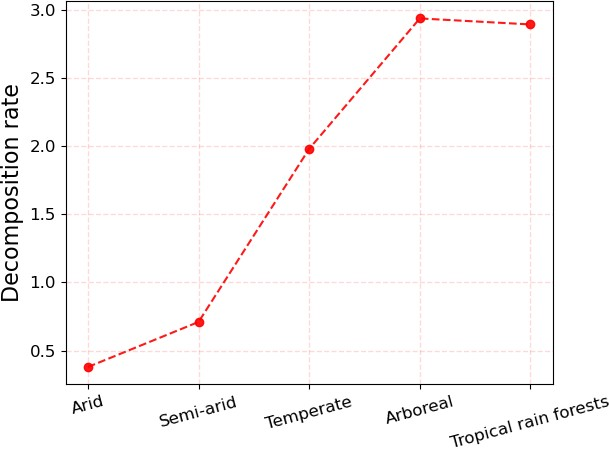 Decomposition rate
3.0
2.5
2.0
1.5
1.0
0.5
Arid
Semi-arid
Temperate
Arboreal
Tropical rain forests